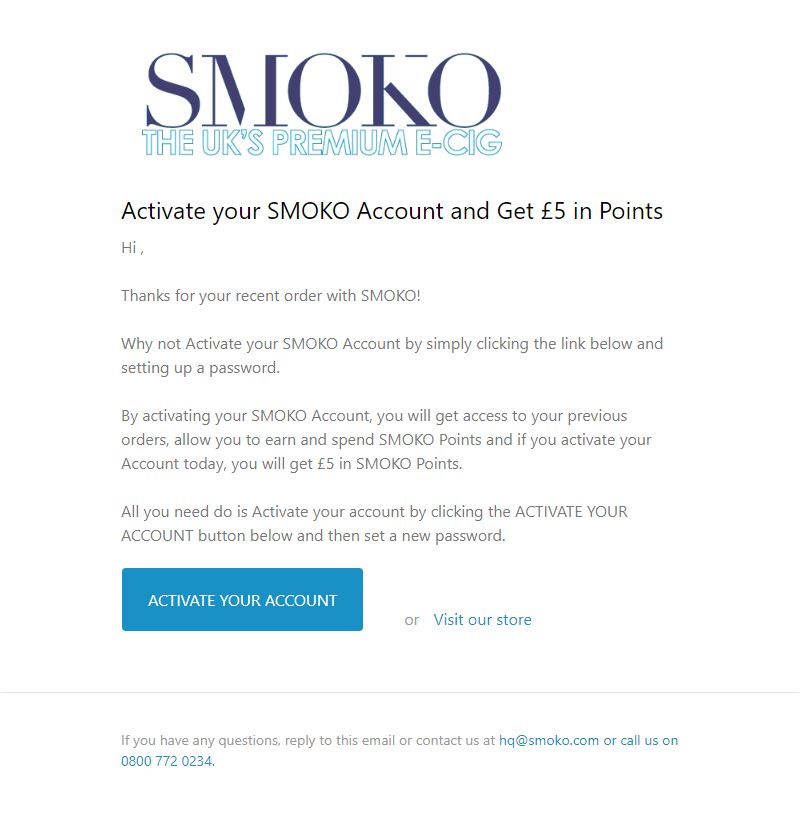 SMOKO
THE UK'S PREMIUM E-CIG
Activate your SMOKO Account and Get £5 in Points
Hi ,
Thanks for your recent order with SMOKO!
Why not Activate your SMOKO Account by simply clicking the link below and
setting up a password.
By activating your SMOKO Account, you will get access to your previous
orders, allow you to earn and spend SMOKO Points and if you activate your
Account today, you will get £5 in SMOKO Points.
All you need do is Activate your account by clicking the ACTIVATE YOUR
ACCOUNT button below and then set a new password.
ACTIVATE YOUR ACCOUNT
or Visit our store
If you have any questions, reply to this email or contact us at hq@smoko.com or call us on
0800 772 0234.